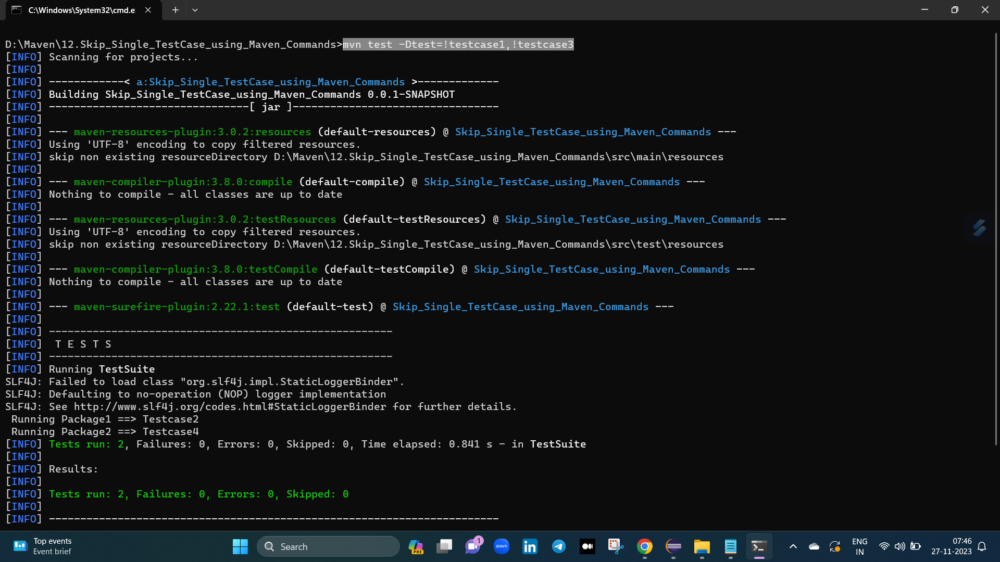 C:\Windows\System32\cmd.e
D:\Maven\12.Skip_Single_TestCase_using_Maven_Commands>mvn test -Dtest=!testcase1,!testcase3
[INFO] Scanning for projects...
[INFO]
[INFO] ------------< a:Skip_Single_TestCase_using_Maven_Commands >-------------
[INFO] Building Skip_Single_TestCase_using_Maven_Commands 0.0.1-SNAPSHOT
[INFO] --------------------------------[ jar ]---------------------------------
[INFO]
[INFO] --- maven-resources-plugin:3.0.2:resources (default-resources) @ Skip_Single_TestCase_using_Maven_Commands ---
[INFO] Using 'UTF-8' encoding to copy filtered resources.
[INFO] skip non existing resourceDirectory D:\Maven\12.Skip_Single_TestCase_using_Maven_Commands\src\main\resources
[INFO]
[INFO] --- maven-compiler-plugin:3.8.0:compile (default-compile) @ Skip_Single_TestCase_using_Maven_Commands ---
[INFO] Nothing to compile - all classes are up to date
[INFO]
[INFO] --- maven-resources-plugin:3.0.2:testResources (default-testResources) @ Skip_Single_TestCase_using_Maven_Commands ---
[INFO] Using 'UTF-8' encoding to copy filtered resources.
[INFO] skip non existing resourceDirectory D:\Maven\12.Skip_Single_TestCase_using_Maven_Commands\src\test\resources
[INFO]
[INFO] --- maven-compiler-plugin:3.8.0:testCompile (default-testCompile) @ Skip_Single_TestCase_using_Maven_Commands ---
[INFO] Nothing to compile - all classes are up to date
[INFO]
[INFO] --- maven-surefire-plugin:2.22.1:test (default-test) @ Skip_Single_TestCase_using_Maven_Commands ---
[INFO]
[INFO] -------------------------------------------------------
[INFO]  T E S T S
[INFO] -------------------------------------------------------
[INFO] Running TestSuite
SLF4J: Failed to load class "org.slf4j.impl.StaticLoggerBinder".
SLF4J: Defaulting to no-operation (NOP) logger implementation
SLF4J: See http://www.slf4j.org/codes.html#StaticLoggerBinder for further details.
 Running Package1 ==> Testcase2
 Running Package2 ==> Testcase4
[INFO] Tests run: 2, Failures: 0, Errors: 0, Skipped: 0, Time elapsed: 0.841 s - in TestSuite
[INFO]
[INFO] Results:
[INFO]
[INFO] Tests run: 2, Failures: 0, Errors: 0, Skipped: 0
[INFO]
[INFO] ------------------------------------------------------------------------
Top events
Event brief
Search
PRE
1
zoom
in
ENG
IN
07:46
27-11-2023